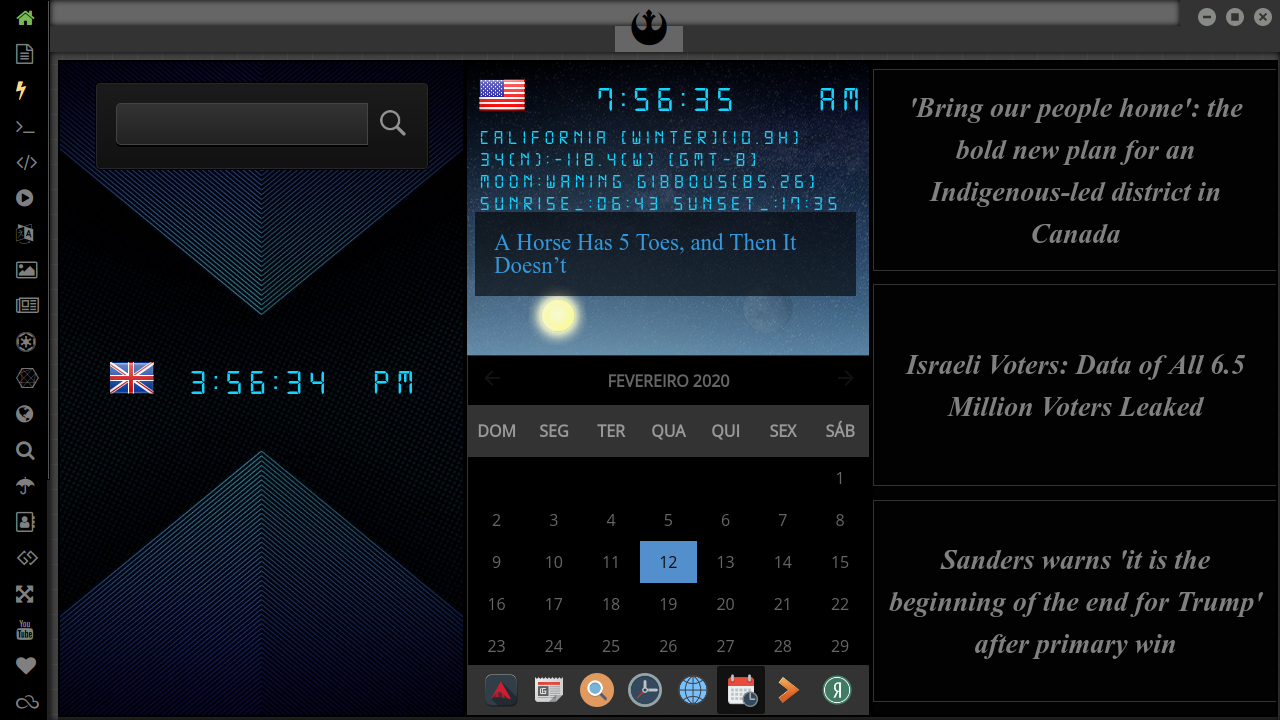 7:56:35 AM
CALIFORNIA (WINTER)(10.9H)
34(N):-118.4(W) (GMT-8)
MOON:WANING GIBBOUS(85.26)
SUNRISE_:06:43 SUNSET_:17:35
A Horse Has 5 Toes, and Then It
Doesn’t
3:56:34 PM
FEVEREIRO 2020
DOM SEG TER QUA QUI SEX SÁB
1
2 3 4 5 6 7 8
9 10 11 12 13 14 15
16 17 18 19 20 21 22
23 24 25 26 27 28 29
'Bring our people home': the
bold new plan for an
Indigenous-led district in
Canada
Israeli Voters: Data of All 6.5
Million Voters Leaked
Sanders warns 'it is the
beginning of the end for Trump'
after primary win
You
Tube
Я